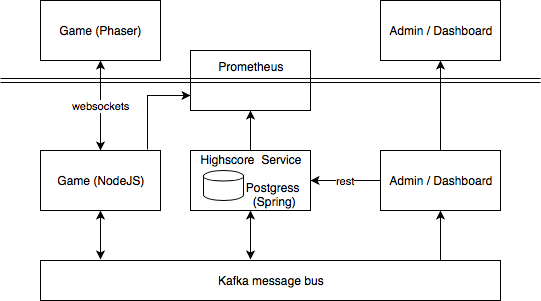 Game (Phaser)
Admin / Dashboard
Prometheus
websockets
Game (NodeJS)
Highscore Service
Postgress
(Spring)
rest
Admin / Dashboard
Kafka message bus